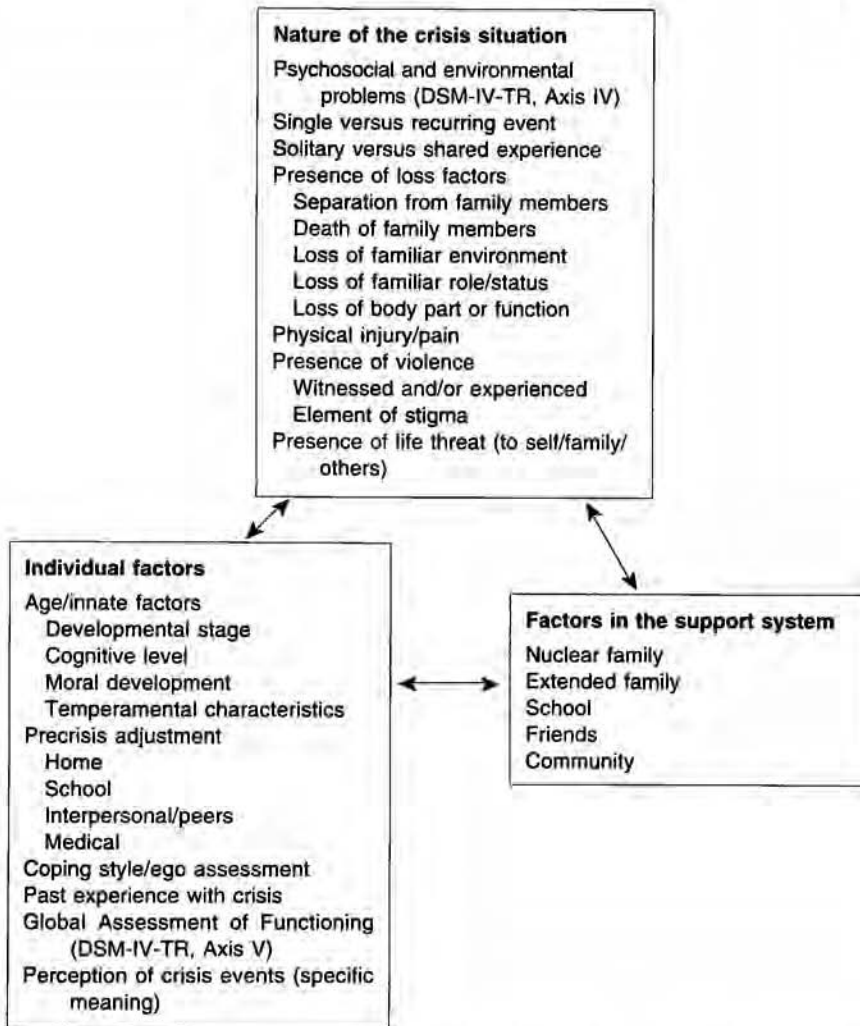 Nature of the crisis situation
Psychosocial and environmental
problems (DSM-IV-TR, Axis IV)
Single versus recurring event
Solitary versus shared experience
Presence of loss factors
Separation from family members
Death of family members
Loss of familiar environment
Loss of familiar role/status
Loss of body part or function
Physical injury/pain
Presence of violence
Witnessed and/or experienced
Element of stigma
Presence of life threat (to self/family/
others)
Individual factors
Age/innate factors
Developmental stage
Cognitive level
Moral development
Temperamental characteristics
Precrisis adjustment
Home
School
Interpersonal/peers
Medical
Coping style/ego assessment
Past experience with crisis
Global Assessment of Functioning
(DSM-IV-TR, Axis V)
Perception of crisis events (specific
meaning)
Factors in the support system
Nuclear family
Extended family
School
Friends
Community